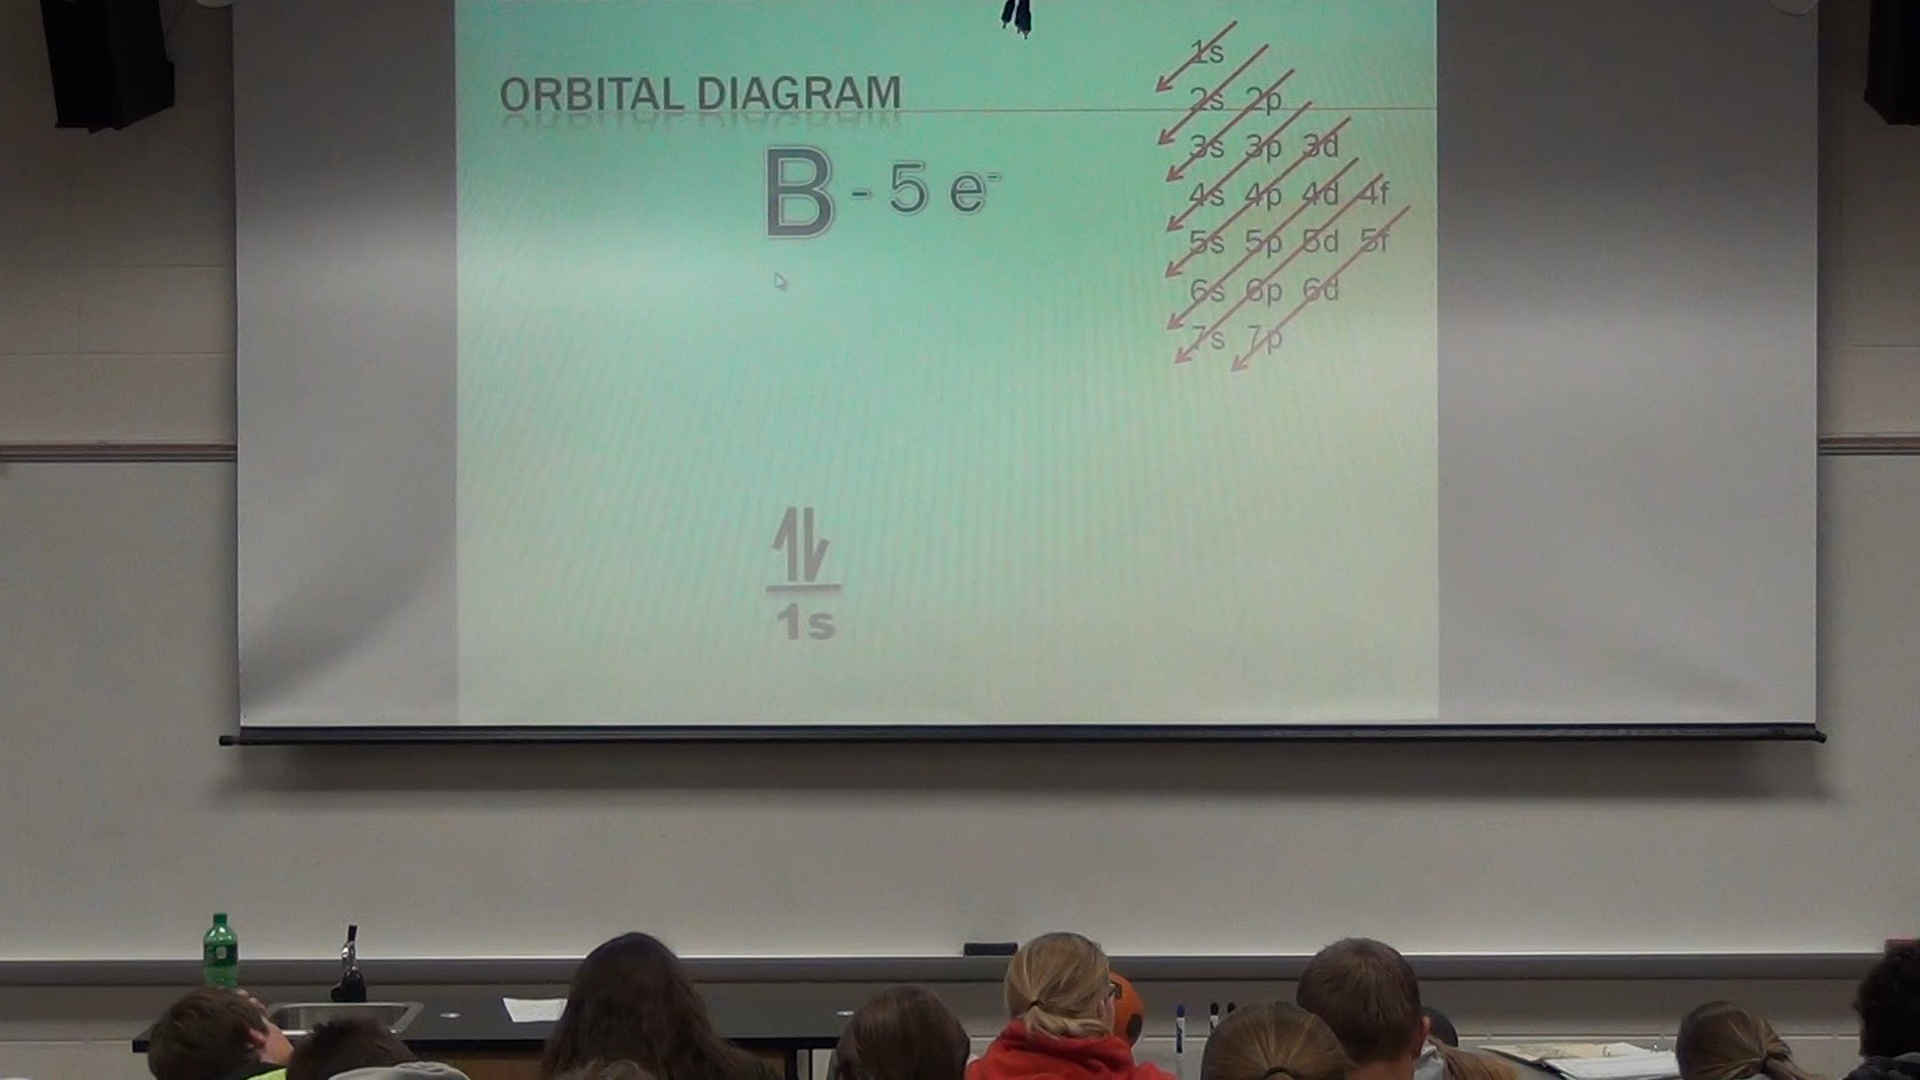 ORBITAL DIAGRAM
B - 5 e⁻
1s
2s 2p
3s 3p 3d
4s 4p 4d 4f
5s 5p 5d 5f
6s 6p 6d
7s 7p
1s